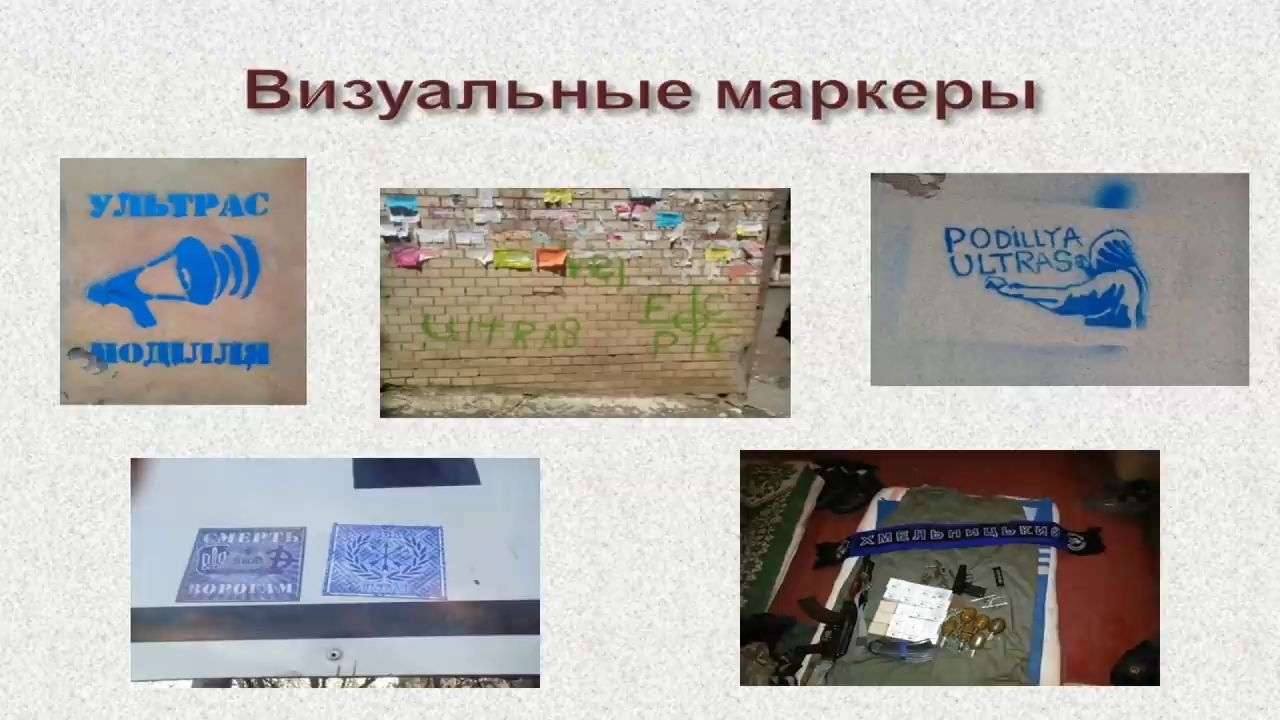 Визуальные маркеры
УЛЬТРАС
ПОДІЛЛЯ
ULTRAS
F C
P K
PODILLYA
ULTRAS
СМЕРТЬ
ВОРОГАМ
ХМЕЛЬНИЦЬКИЙ